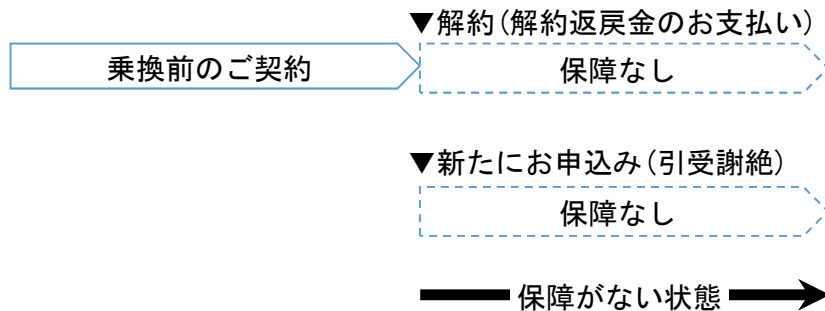 ▼解約(解約返戻金のお支払い)
乗換前のご契約
保障なし
▼新たにお申込み(引受謝絶)
保障なし
保障がない状態